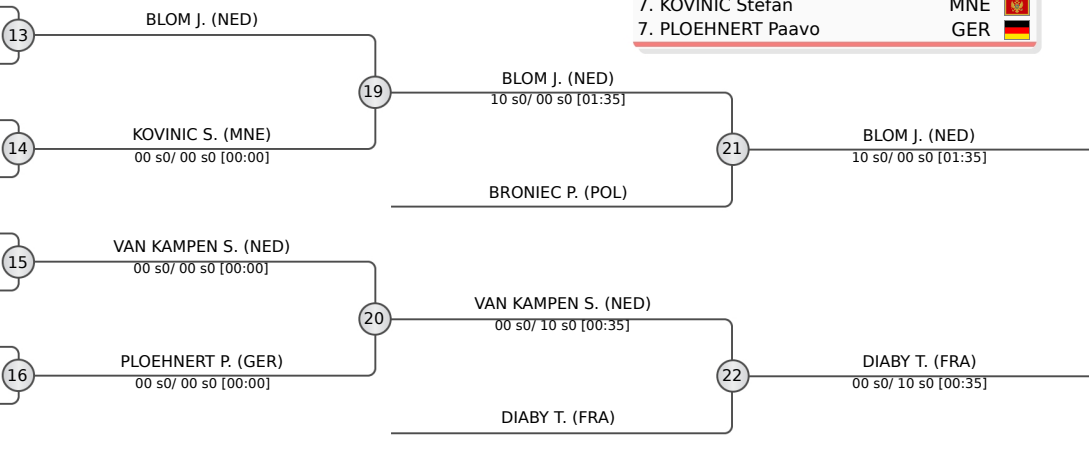 7. KOVINIC Stefan MNE
7. PLOEHNERT Paavo GER
13
BLOM J. (NED)
14
KOVINIC S. (MNE)
00 s0/ 00 s0 [00:00]
19
BLOM J. (NED)
10 s0/ 00 s0 [01:35]
BRONIEC P. (POL)
21
BLOM J. (NED)
10 s0/ 00 s0 [01:35]
15
VAN KAMPEN S. (NED)
00 s0/ 00 s0 [00:00]
16
PLOEHNERT P. (GER)
00 s0/ 00 s0 [00:00]
20
VAN KAMPEN S. (NED)
00 s0/ 10 s0 [00:35]
DIABY T. (FRA)
22
DIABY T. (FRA)
00 s0/ 10 s0 [00:35]